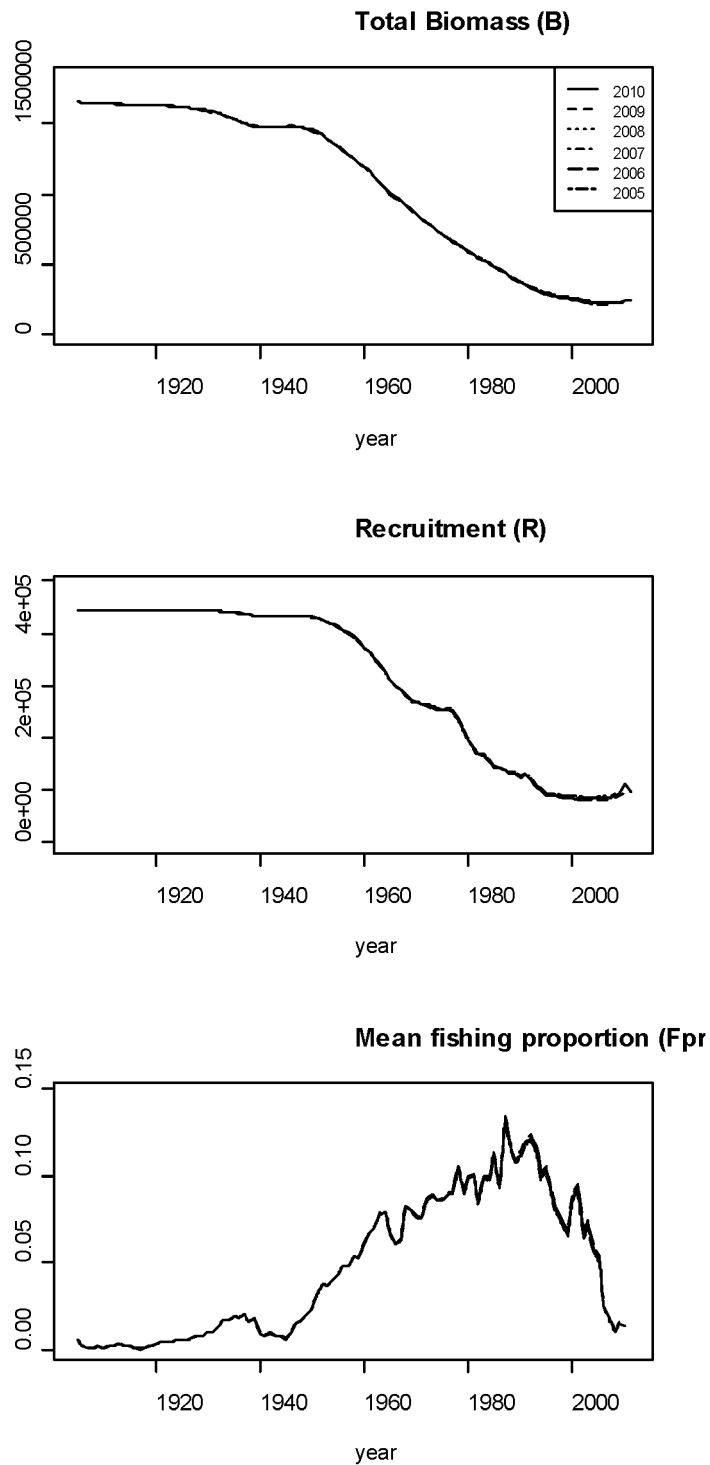 Total Biomass (B)
1500000
500000
0
2010
2009
2008
2007
2006
2005
1920 1940 1960 1980 2000
year
Recruitment (R)
4e+05
2e+05
0e+00
1920 1940 1960 1980 2000
year
Mean fishing proportion (Fpr
0.15
0.10
0.05
0.00
1920 1940 1960 1980 2000
year